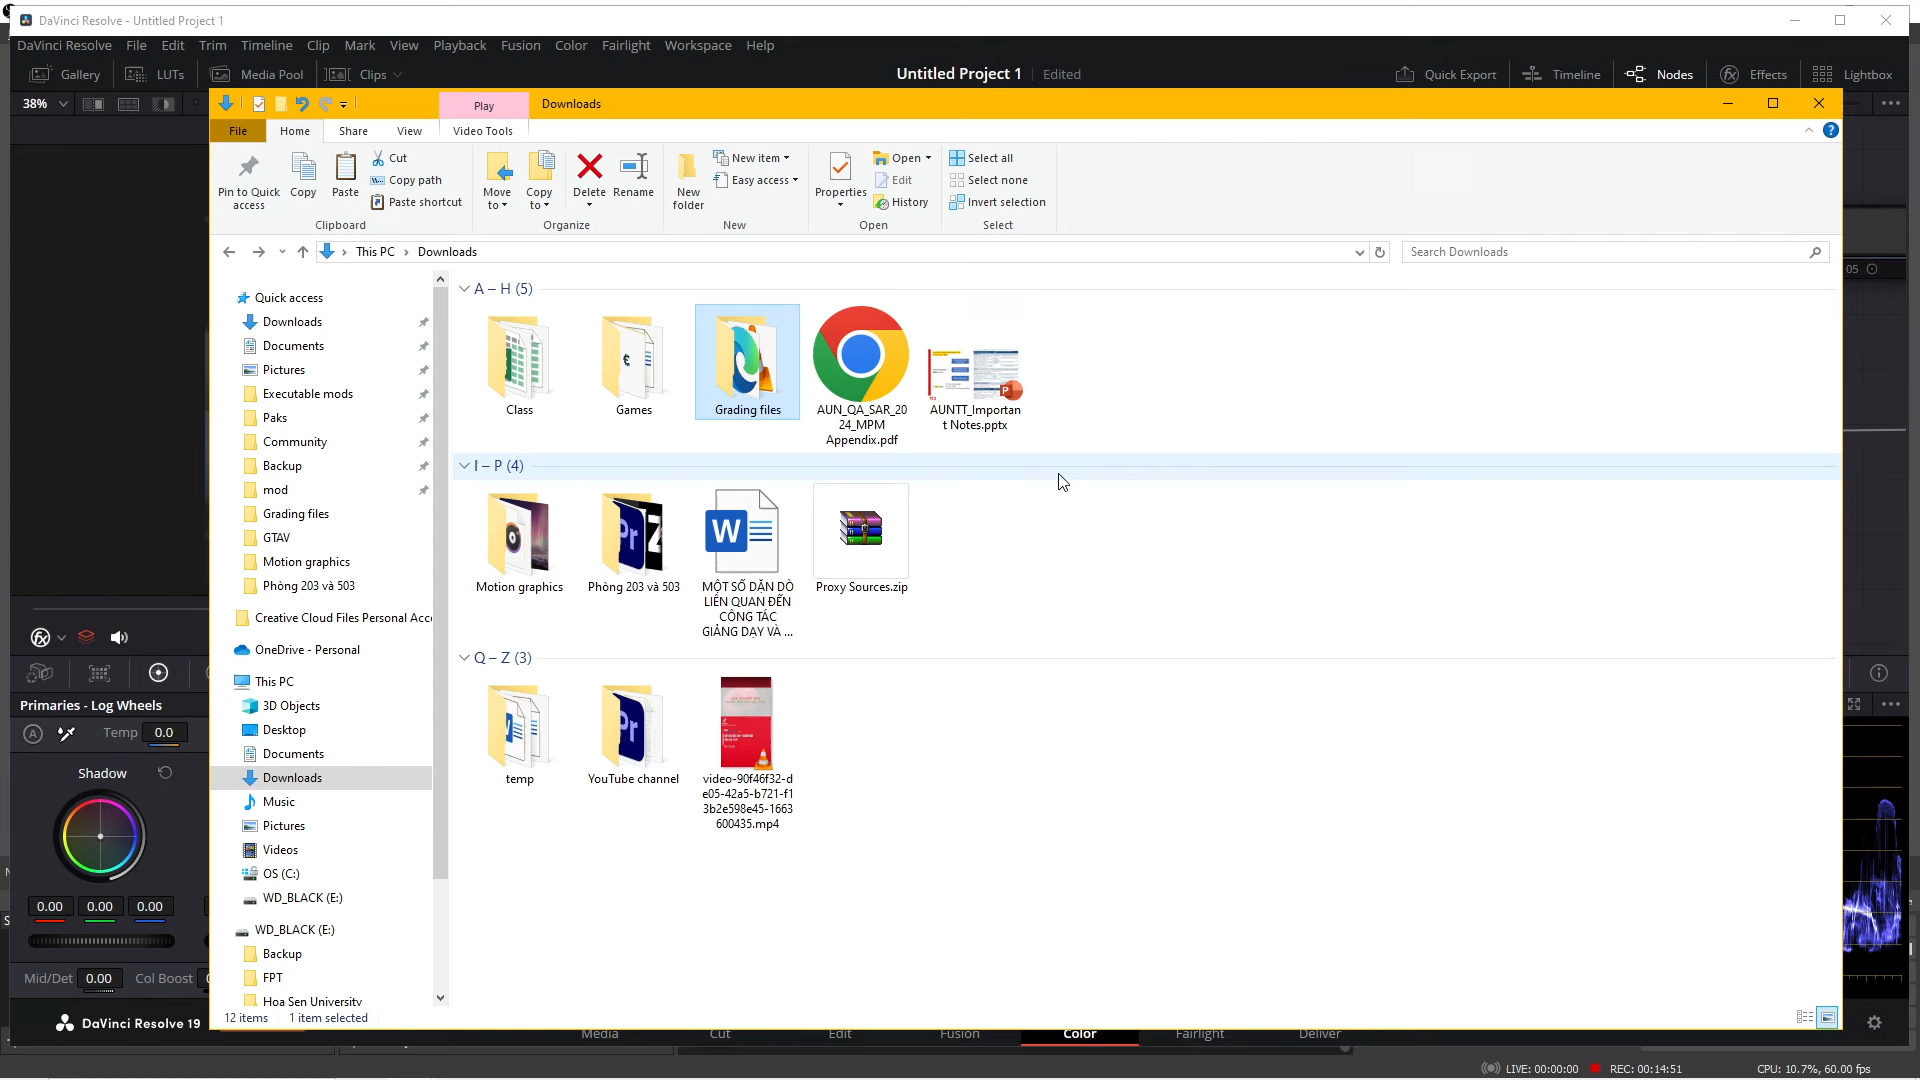 DaVinci Resolve - Untitled Project 1
DaVinci Resolve File Edit Trim Timeline Clip Mark View Playback Fusion Color Fairlight Workspace Help
Gallery LUTs Media Pool Clips Untitled Project 1 Edited Quick Export Timeline Nodes Effects Lightbox
38%
Play Downloads
File Home Share View Video Tools
Pin to Quick access
Copy
Paste
Cut
Copy path
Paste shortcut
Clipboard
Move to
Copy to
Delete
Rename
Organize
New folder
New item
Easy access
New
Properties
Open
Edit
History
Open
Select all
Select none
Invert selection
Select
This PC Downloads
Search Downloads
05
Quick access
Downloads
Documents
Pictures
Executable mods
Paks
Community
Backup
mod
Grading files
GTAV
Motion graphics
Phòng 203 và 503
Creative Cloud Files Personal Acc
OneDrive - Personal
This PC
3D Objects
Desktop
Documents
Downloads
Music
Pictures
Videos
OS (C:)
WD_BLACK (E:)
WD_BLACK (E:)
Backup
FPT
Hoa Sen University
A – H (5)
Class
Games
Grading files
AUN_QA_SAR_20
24_MPM
Appendix.pdf
AUNTT_Importan
t Notes.pptx
I – P (4)
Motion graphics
Phòng 203 và 503
MỘT SỐ DẶN DÒ
LIÊN QUAN ĐẾN
CÔNG TÁC
GIẢNG DẠY VÀ ...
Proxy Sources.zip
Q – Z (3)
temp
YouTube channel
video-90f46f32-d
e05-42a5-b721-f1
3b2e598e45-1663
600435.mp4
12 items 1 item selected
Primaries - Log Wheels
A Temp 0.0
Shadow
0.00 0.00 0.00
Mid/Det 0.00 Col Boost
DaVinci Resolve 19
Media Cut Edit Fusion Color Fairlight Deliver
LIVE: 00:00:00 REC: 00:14:51 CPU: 10.7%, 60.00 fps